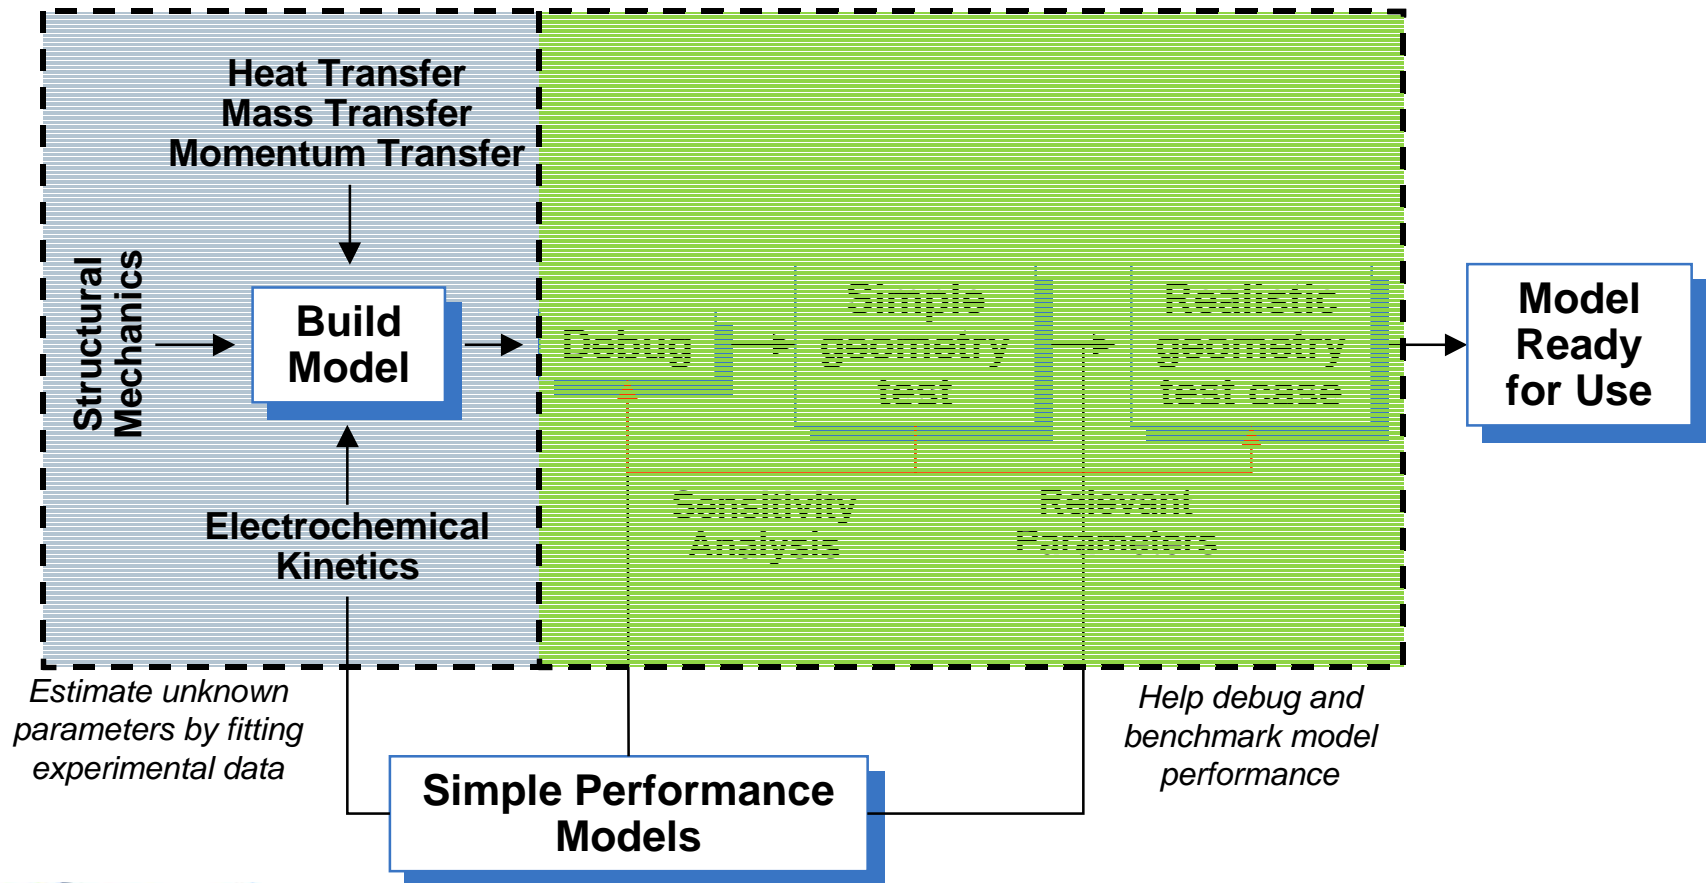 Heat Transfer
Mass Transfer
Momentum Transfer
Structural
Mechanics
Build
Model
Debug
Simple
geometry
test
Realistic
geometry
test case
Model
Ready
for Use
Sensitivity
Analysis
Relevant
Parameters
Electrochemical
Kinetics
Estimate unknown
parameters by fitting
experimental data
Help debug and
benchmark model
performance
Simple Performance
Models